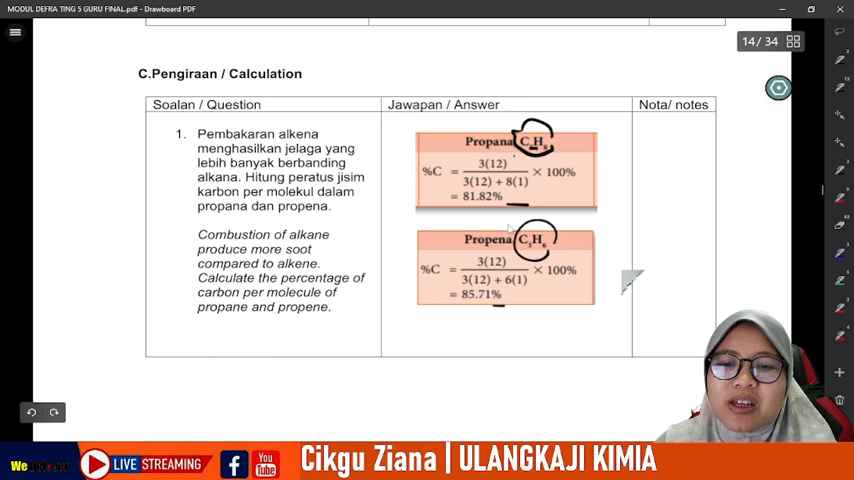 MODUL DEFRA TING 5 GURU FINAL.pdf - Drawboard PDF
14 / 34
C.Pengiraan / Calculation
Soalan / Question
Jawapan / Answer
Nota/ notes
1. Pembakaran alkena
menghasilkan jelaga yang
lebih banyak berbanding
alkana. Hitung peratus jisim
karbon per molekul dalam
propana dan propena.
Combustion of alkane
produce more soot
compared to alkene.
Calculate the percentage of
carbon per molecule of
propane and propene.
Propana, C₃H₈
%C = 3(12) / 3(12) + 8(1) × 100%
= 81.82%
Propena, C₃H₆
%C = 3(12) / 3(12) + 6(1) × 100%
= 85.71%
LIVE STREAMING
You
Tube
Cikgu Ziana | ULANGKAJI KIMIA